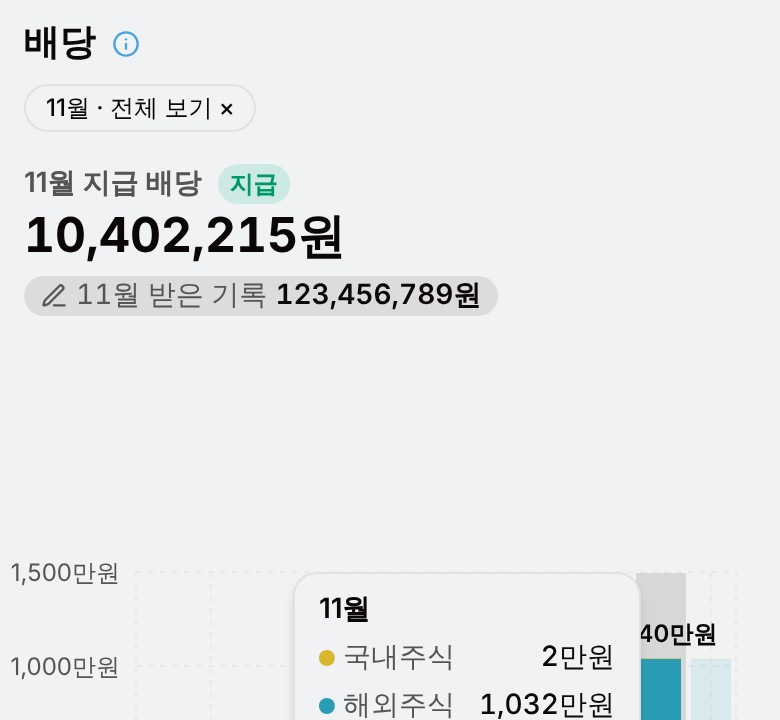 배당
11월 · 전체 보기 ×
11월 지급 배당 지급
10,402,215원
11월 받은 기록 123,456,789원
1,500만원
11월
40만원
국내주식 2만원
1,000만원
해외주식 1,032만원